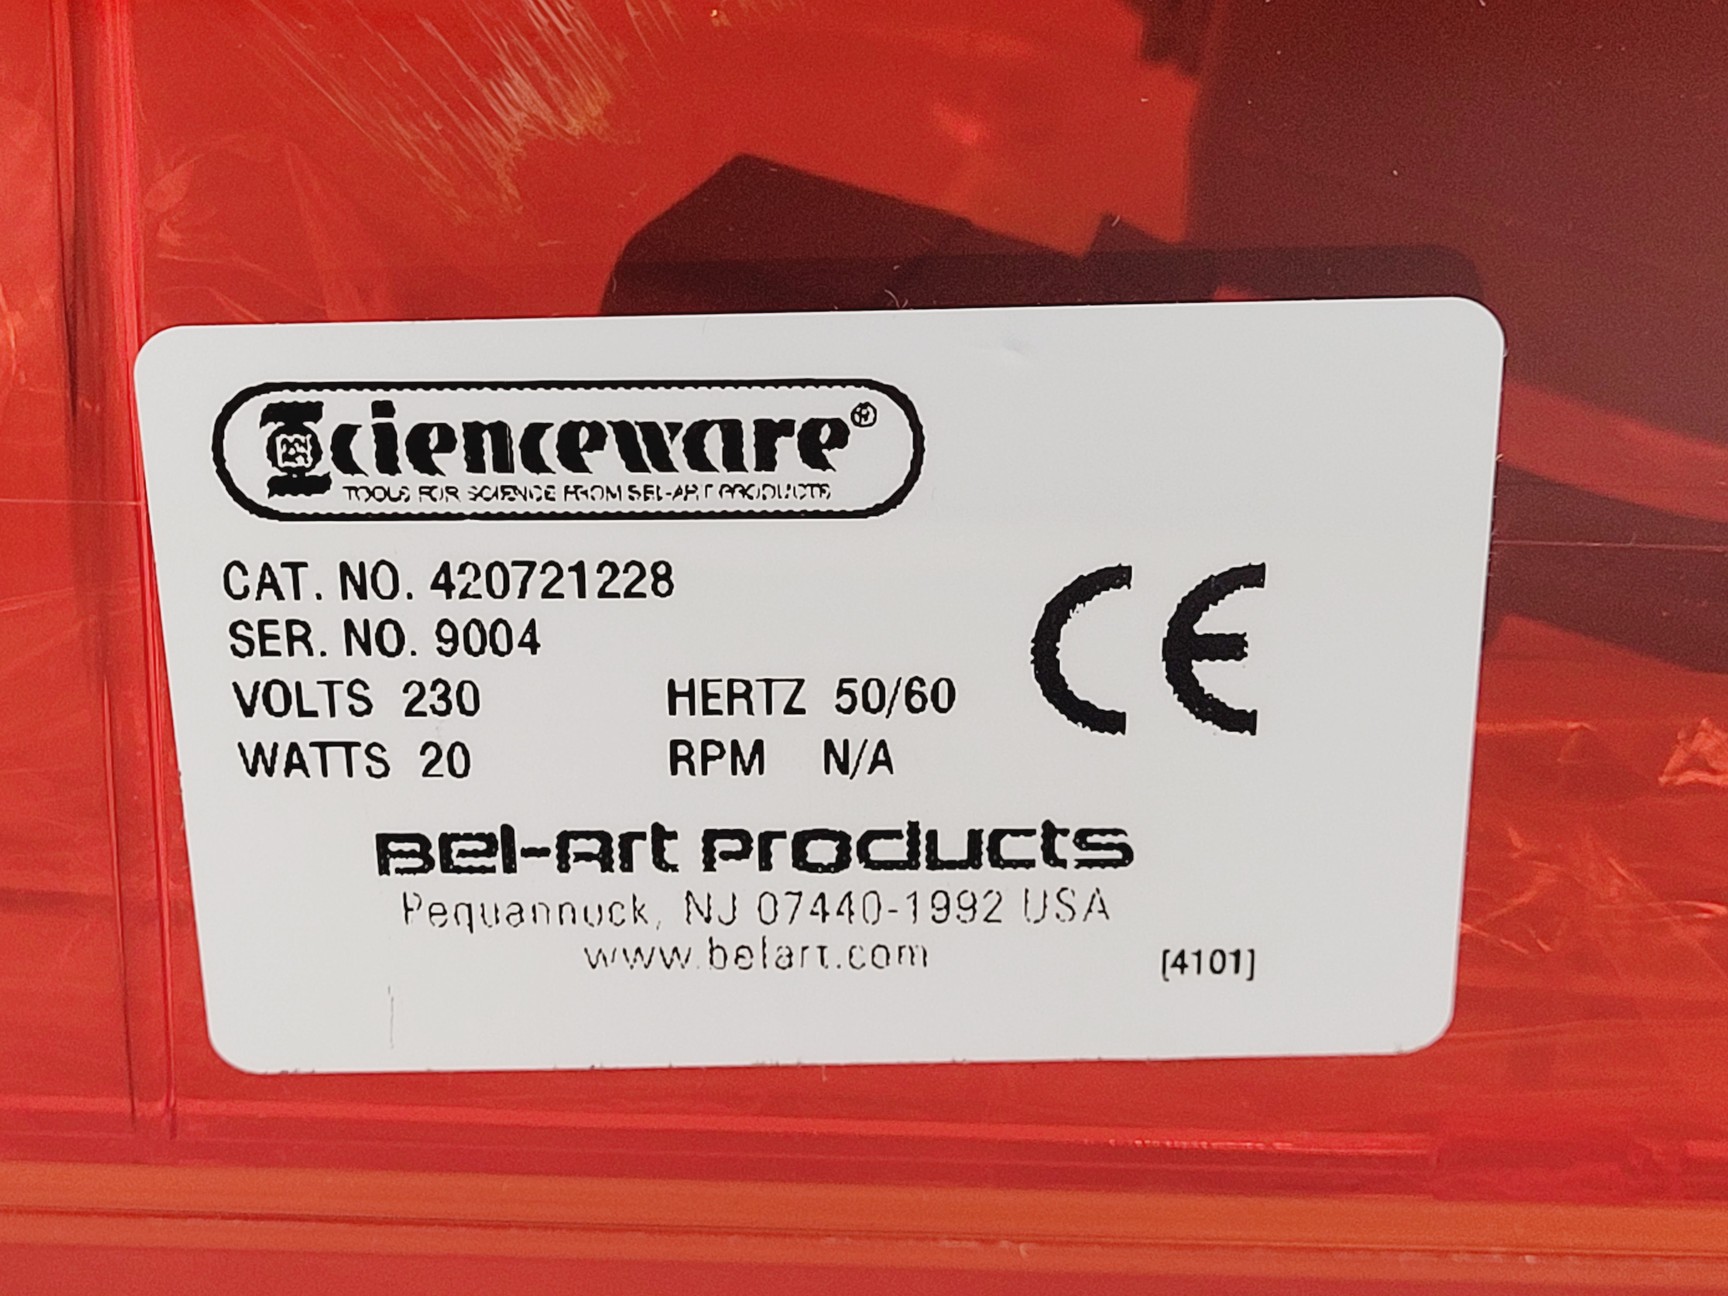 Scienceware®
TOOLS FOR SCIENCE FROM BEL-ART PRODUCTS
CAT. NO. 420721228
SER. NO. 9004
VOLTS 230 HERTZ 50/60
WATTS 20 RPM N/A
CE
Bel-Art Products
Pequannock, NJ 07440-1992 USA
www.belart.com
[4101]